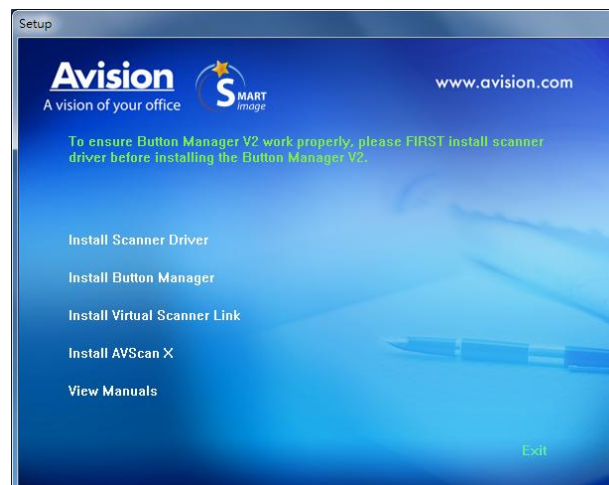 Setup
Avision
A vision of your office
SMART
image
www.avision.com
To ensure Button Manager V2 work properly, please FIRST install scanner
driver before installing the Button Manager V2.
Install Scanner Driver
Install Button Manager
Install Virtual Scanner Link
Install AVScan X
View Manuals
Exit